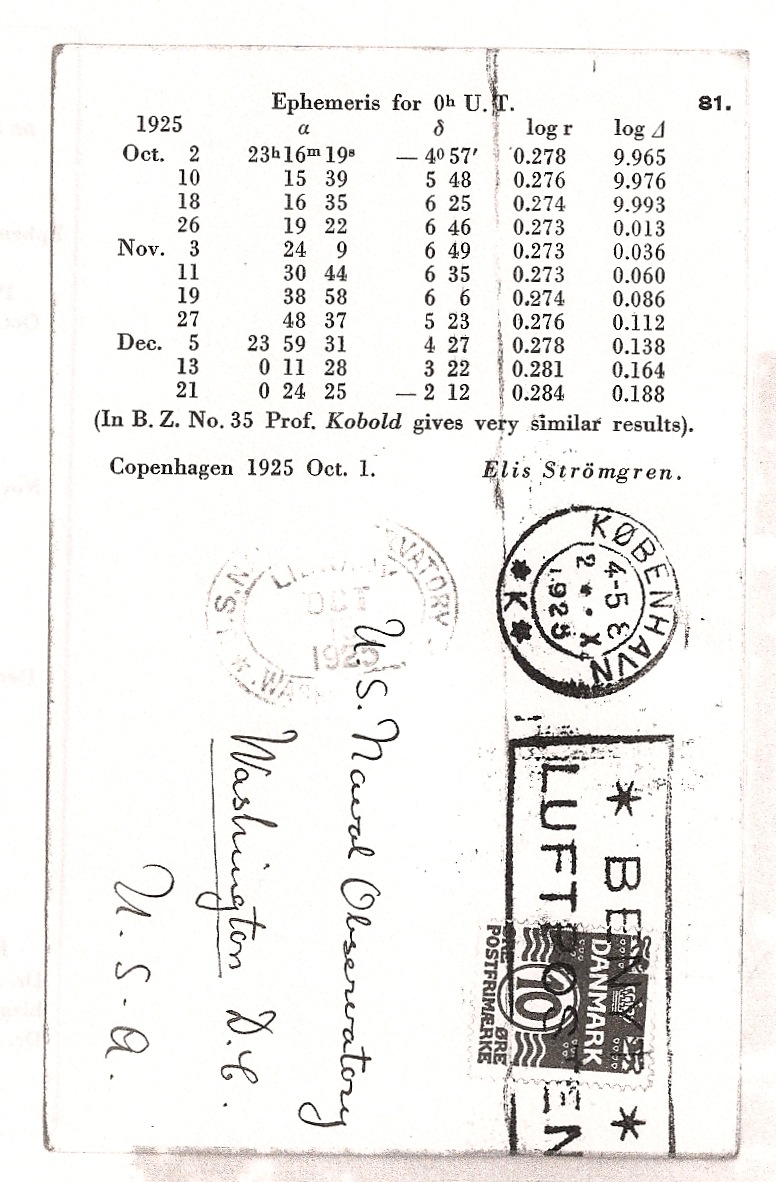 Ephemeris for 0ʰ U.T. 81.
1925 α δ log r log Δ
Oct. 2 23ʰ16ᵐ19ˢ — 4⁰57′ 0.278 9.965
10 15 39 5 48 0.276 9.976
18 16 35 6 25 0.274 9.993
26 19 22 6 46 0.273 0.013
Nov. 3 24 9 6 49 0.273 0.036
11 30 44 6 35 0.273 0.060
19 38 58 6 6 0.274 0.086
27 48 37 5 23 0.276 0.112
Dec. 5 23 59 31 4 27 0.278 0.138
13 0 11 28 3 22 0.281 0.164
21 0 24 25 — 2 12 0.284 0.188
(In B. Z. No. 35 Prof. Kobold gives very similar results).
Copenhagen 1925 Oct. 1. Elis Strömgren.
KØBENHAVN
4-5 E
2 * • X
1925
*K*
OCT
1925
U.S. Naval Observatory
Washington D.C.
U.S.A.
* BENYT *
LUFTPOSTEN
DANMARK
10
ØRE ØRE
POSTFRIMÆRKE